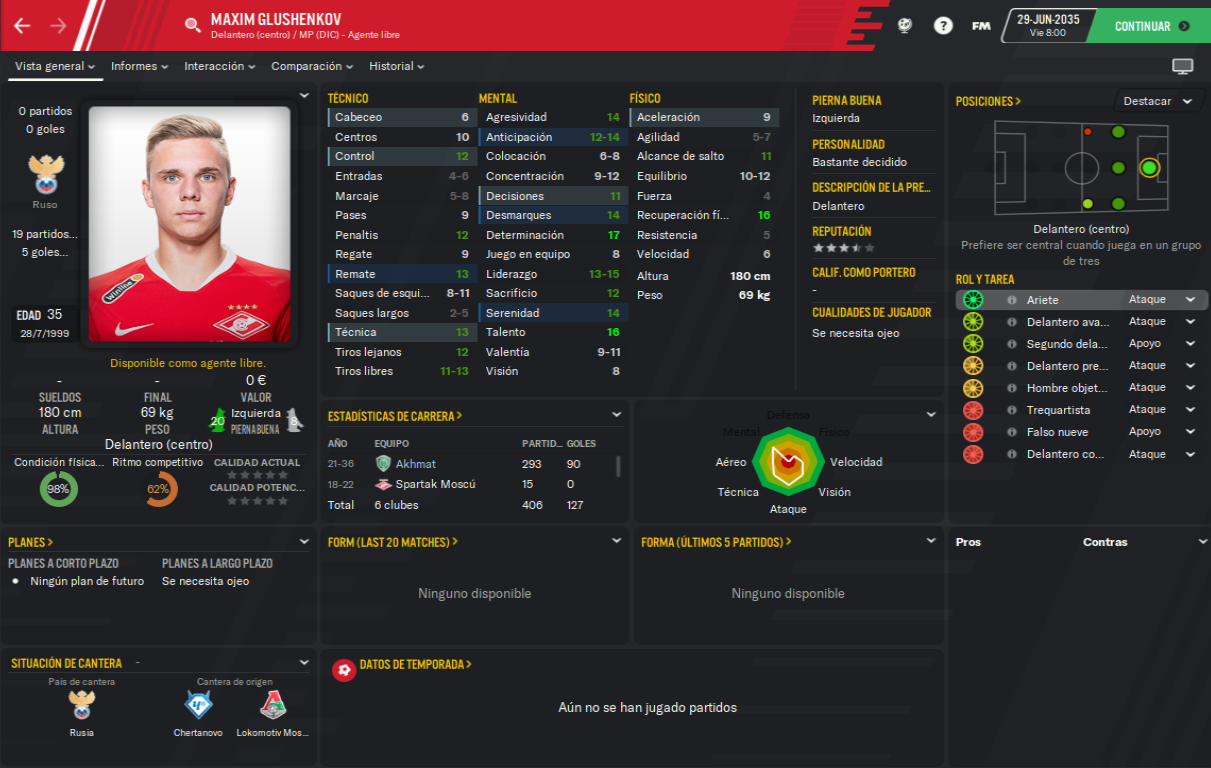 MAXIM GLUSHENKOV
Delantero (centro) / MP (DIC) - Agente libre
?
FM
29-JUN-2035
Vie 8:00
CONTINUAR
Vista general
Informes
Interacción
Comparación
Historial
0 partidos
0 goles
Ruso
19 partidos...
5 goles...
EDAD 35
28/7/1999
Winline
Disponible como agente libre.
-
SUELDOS
-
FINAL
0 €
VALOR
180 cm
ALTURA
69 kg
PESO
20
Izquierda
PIERNA BUENA
8
Delantero (centro)
Condición física...
98%
Ritmo competitivo
62%
CALIDAD ACTUAL
CALIDAD POTENC...
TÉCNICO
Cabeceo 6
Centros 10
Control 12
Entradas 4-6
Marcaje 5-8
Pases 9
Penaltis 12
Regate 9
Remate 13
Saques de esqui... 8-11
Saques largos 2-5
Técnica 13
Tiros lejanos 12
Tiros libres 11-13
MENTAL
Agresividad 14
Anticipación 12-14
Colocación 6-8
Concentración 9-12
Decisiones 11
Desmarques 14
Determinación 17
Juego en equipo 8
Liderazgo 13-15
Sacrificio 12
Serenidad 14
Talento 16
Valentía 9-11
Visión 8
FÍSICO
Aceleración 9
Agilidad 5-7
Alcance de salto 11
Equilibrio 10-12
Fuerza 4
Recuperación fí... 16
Resistencia 5
Velocidad 6
Altura 180 cm
Peso 69 kg
PIERNA BUENA
Izquierda
PERSONALIDAD
Bastante decidido
DESCRIPCIÓN DE LA PRE...
Delantero
REPUTACIÓN
CALIF. COMO PORTERO
-
CUALIDADES DE JUGADOR
Se necesita ojeo
POSICIONES >
Destacar
Delantero (centro)
Prefiere ser central cuando juega en un grupo
de tres
ROL Y TAREA
Ariete Ataque
Delantero ava... Ataque
Segundo dela... Apoyo
Delantero pre... Ataque
Hombre objet... Ataque
Trequartista Ataque
Falso nueve Apoyo
Delantero co... Ataque
ESTADÍSTICAS DE CARRERA >
AÑO EQUIPO PARTID... GOLES
21-36 Akhmat 293 90
18-22 Spartak Moscú 15 0
Total 6 clubes 406 127
Defensa
Mental
Físico
Aéreo
Velocidad
Técnica
Visión
Ataque
PLANES >
PLANES A CORTO PLAZO
Ningún plan de futuro
PLANES A LARGO PLAZO
Se necesita ojeo
FORM (LAST 20 MATCHES) >
Ninguno disponible
FORMA (ÚLTIMOS 5 PARTIDOS) >
Ninguno disponible
Pros
Contras
SITUACIÓN DE CANTERA -
País de cantera
Rusia
Cantera de origen
Chertanovo
Lokomotiv Mos...
DATOS DE TEMPORADA >
Aún no se han jugado partidos